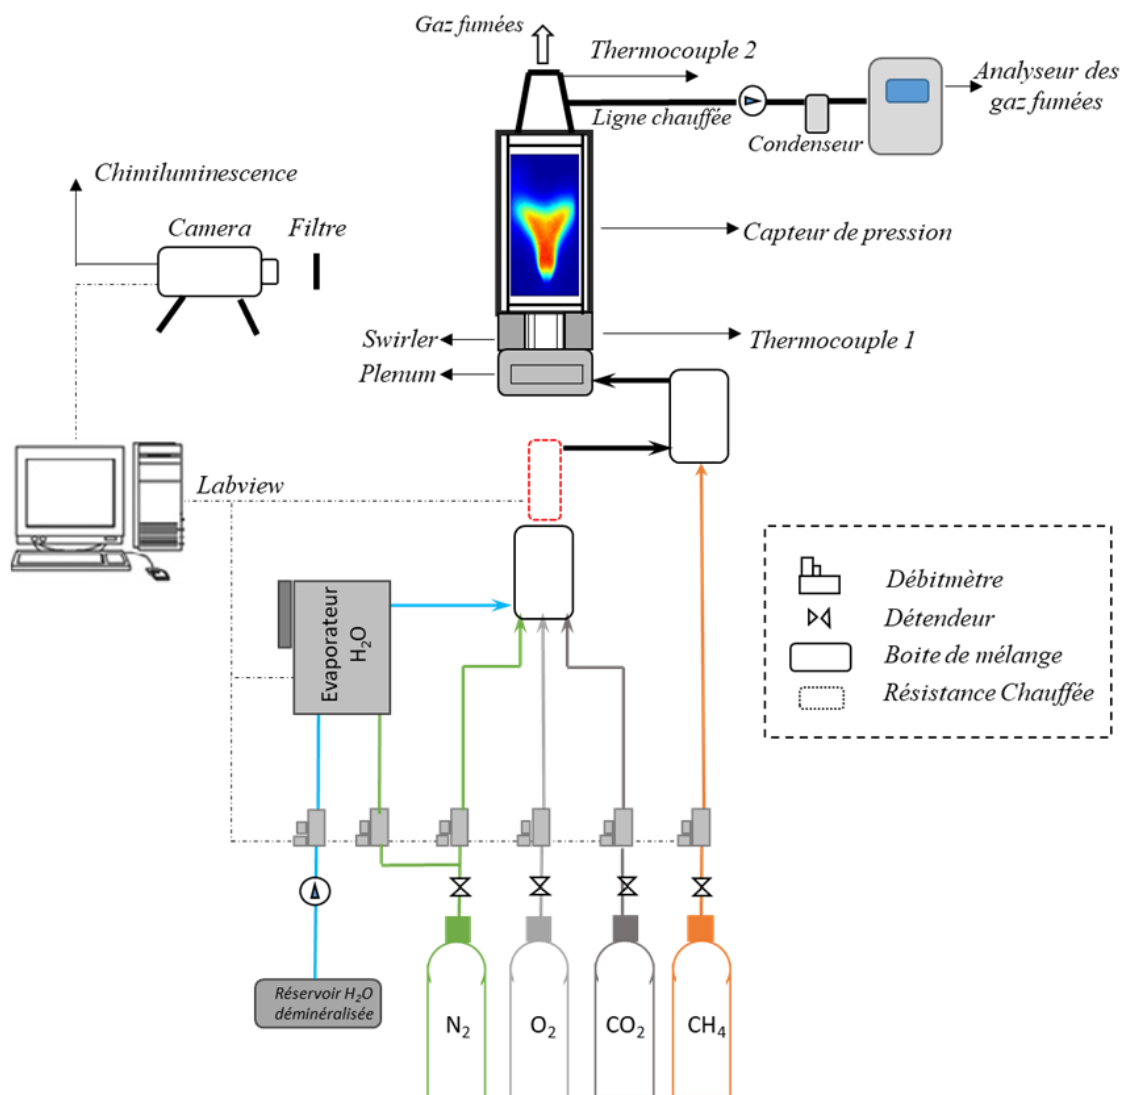 Gaz fumées
Thermocouple 2
Analyseur des
gaz fumées
Ligne chauffée
Condenseur
Chimiluminescence
Camera
Filtre
Capteur de pression
Swirler
Thermocouple 1
Plenum
Labview
Evaporateur
H₂O
Débitmètre
Détendeur
Boite de mélange
Résistance Chauffée
Réservoir H₂O
déminéralisée
N₂
O₂
CO₂
CH₄